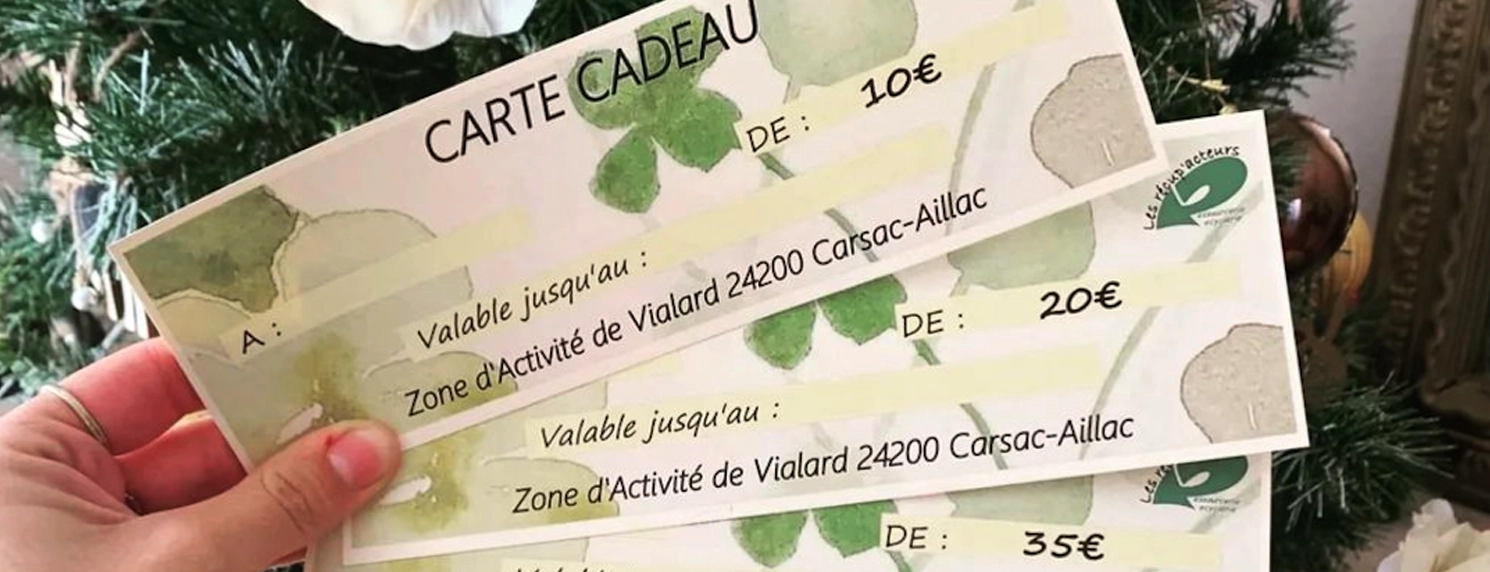 CARTE CADEAU
DE : 10€
A :
Valable jusqu'au :
Zone d'Activité de Vialard 24200 Carsac-Aillac
Les récup'acteurs
DE : 20€
Valable jusqu'au :
Zone d'Activité de Vialard 24200 Carsac-Aillac
Les
DE : 35€